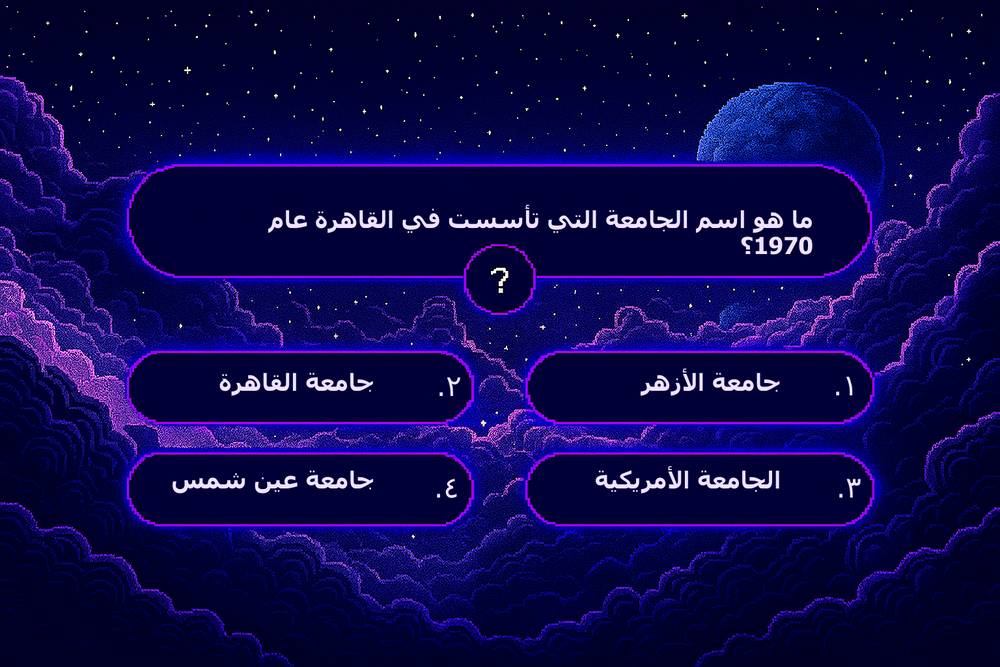 ما هو اسم الجامعة التي تأسست في القاهرة عام
1970؟
?
١. جامعة الأزهر
٢. جامعة القاهرة
٣. الجامعة الأمريكية
٤. جامعة عين شمس